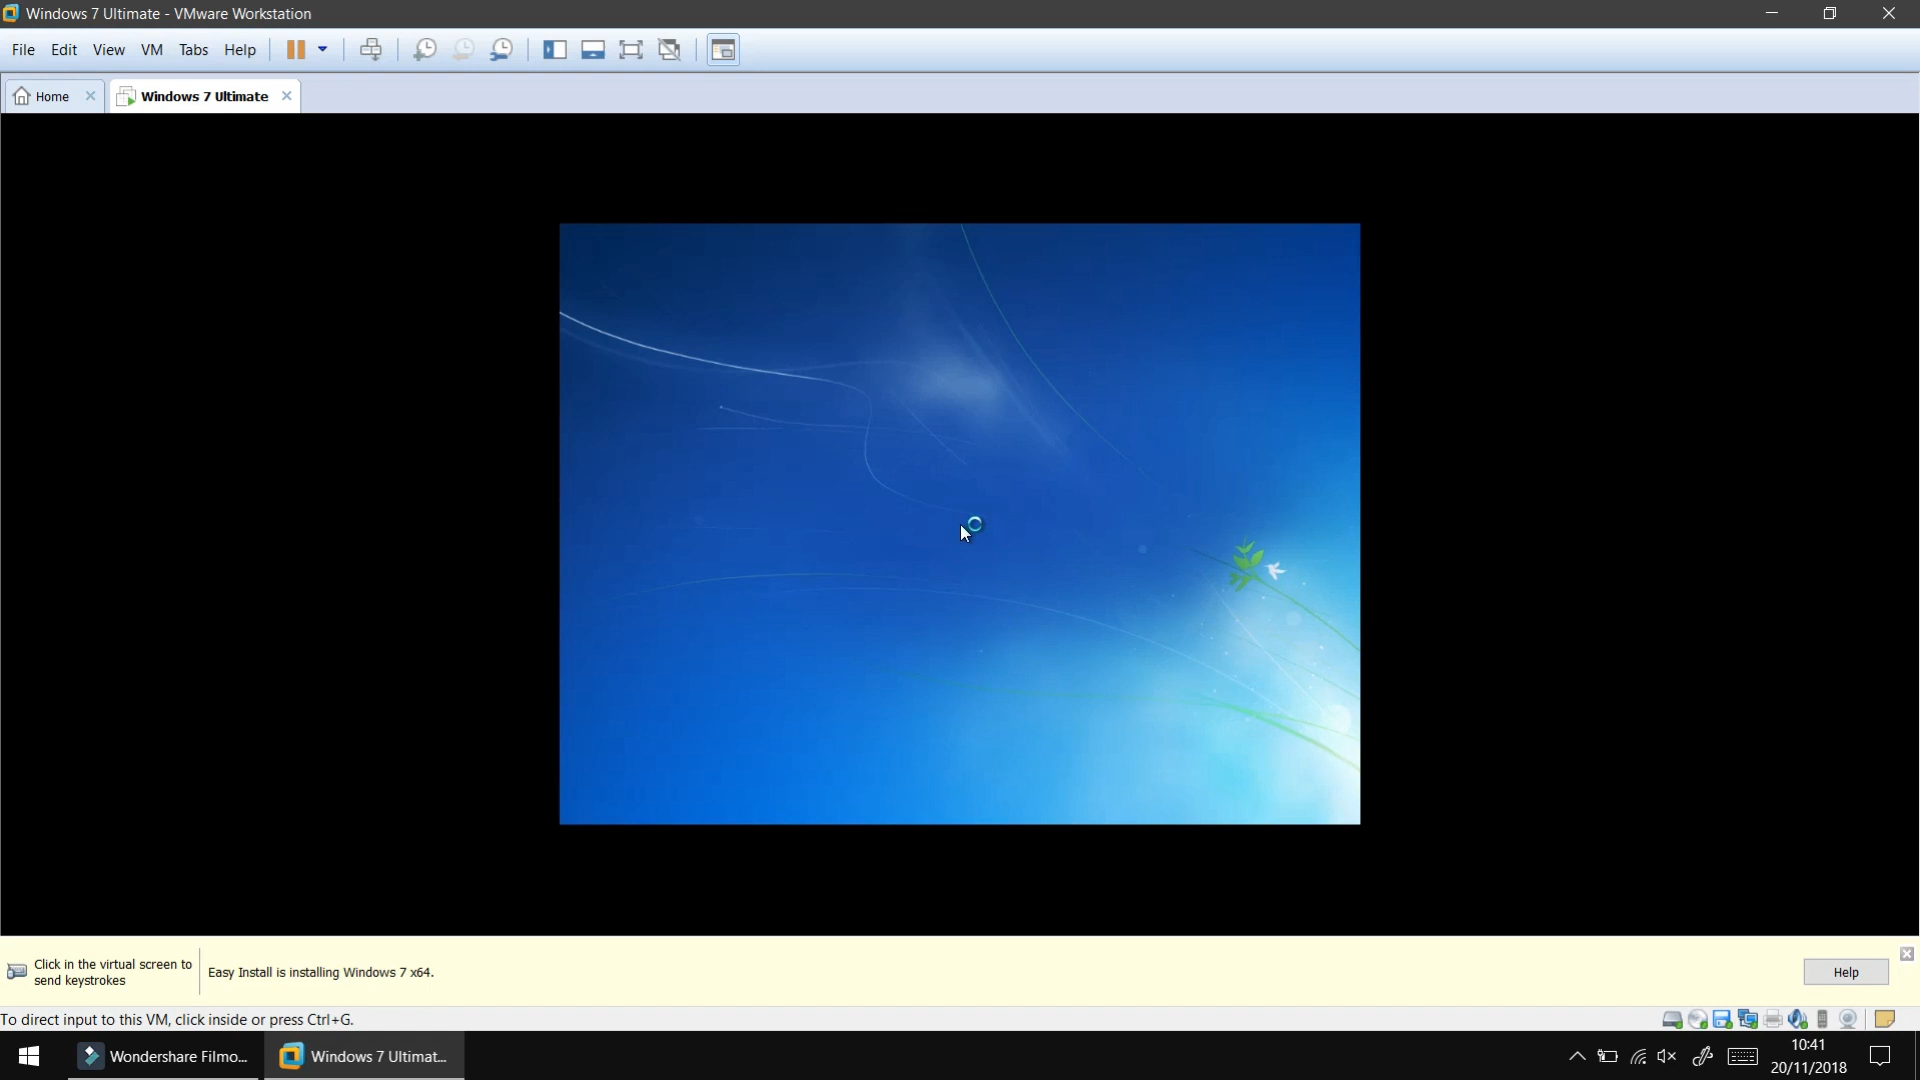 Windows 7 Ultimate - VMware Workstation
File Edit View VM Tabs Help
Home Windows 7 Ultimate
Click in the virtual screen to
send keystrokes
Easy Install is installing Windows 7 x64.
Help
To direct input to this VM, click inside or press Ctrl+G.
Wondershare Filmo... Windows 7 Ultimat...
10:41
20/11/2018